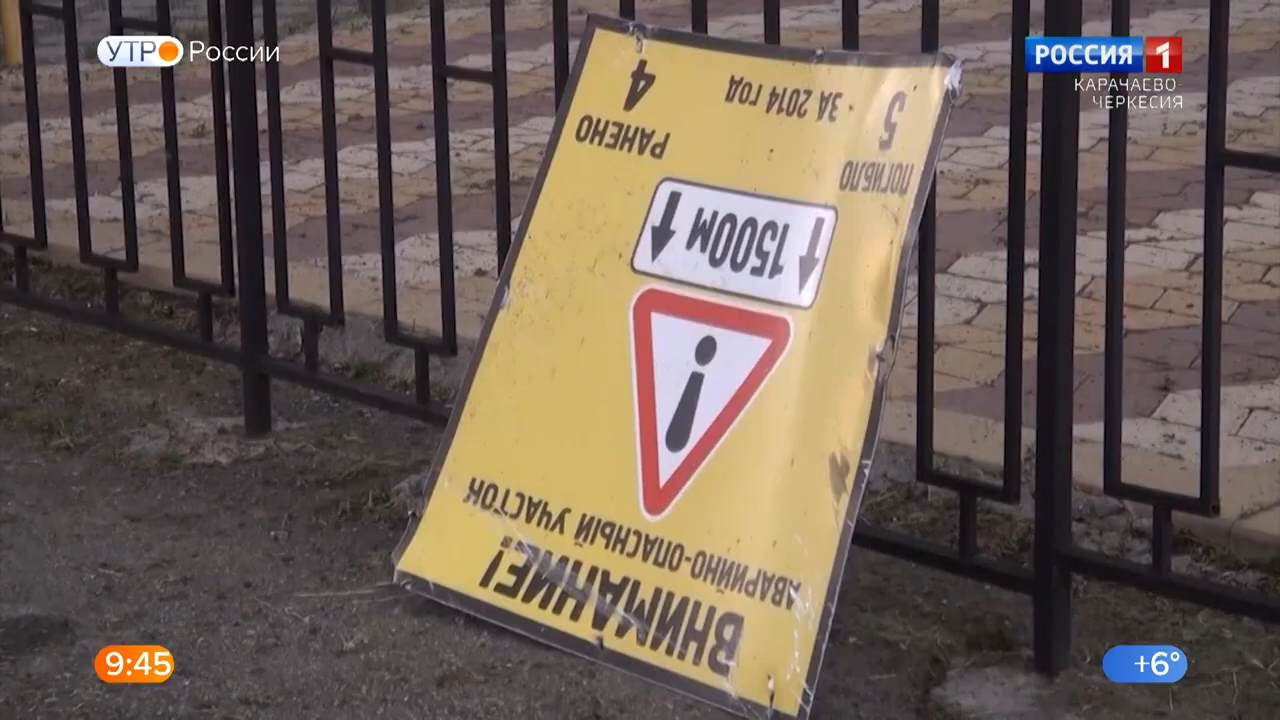 УТРО России
РОССИЯ 1
КАРАЧАЕВО-
ЧЕРКЕСИЯ
ВНИМАНИЕ!
АВАРИЙНО-ОПАСНЫЙ УЧАСТОК
1500м
ПОГИБЛО
РАНЕНО
5
- ЗА 2014 ГОД
4
9:45
+6°